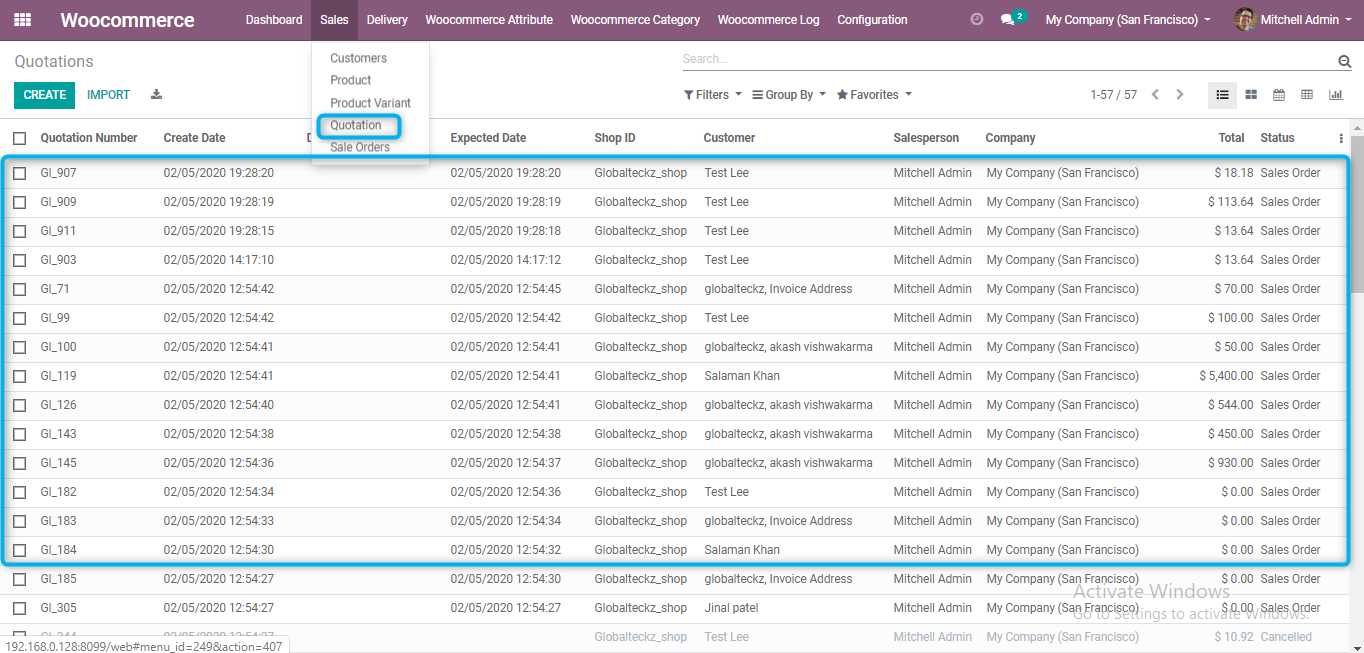 Woocommerce Dashboard Sales Delivery Woocommerce Attribute Woocommerce Category Woocommerce Log Configuration 2 My Company (San Francisco) Mitchell Admin
Customers
Product
Product Variant
Quotation
Sale Orders
Quotations Search...
CREATE IMPORT Filters Group By Favorites 1-57 / 57
Quotation Number Create Date D Expected Date Shop ID Customer Salesperson Company Total Status
GI_907 02/05/2020 19:28:20 02/05/2020 19:28:20 Globalteckz_shop Test Lee Mitchell Admin My Company (San Francisco) $ 18.18 Sales Order
GI_909 02/05/2020 19:28:19 02/05/2020 19:28:19 Globalteckz_shop Test Lee Mitchell Admin My Company (San Francisco) $ 113.64 Sales Order
GI_911 02/05/2020 19:28:15 02/05/2020 19:28:18 Globalteckz_shop Test Lee Mitchell Admin My Company (San Francisco) $ 13.64 Sales Order
GI_903 02/05/2020 14:17:10 02/05/2020 14:17:12 Globalteckz_shop Test Lee Mitchell Admin My Company (San Francisco) $ 13.64 Sales Order
GI_71 02/05/2020 12:54:42 02/05/2020 12:54:45 Globalteckz_shop globalteckz, Invoice Address Mitchell Admin My Company (San Francisco) $ 70.00 Sales Order
GI_99 02/05/2020 12:54:42 02/05/2020 12:54:42 Globalteckz_shop Test Lee Mitchell Admin My Company (San Francisco) $ 100.00 Sales Order
GI_100 02/05/2020 12:54:41 02/05/2020 12:54:41 Globalteckz_shop globalteckz, akash vishwakarma Mitchell Admin My Company (San Francisco) $ 50.00 Sales Order
GI_119 02/05/2020 12:54:41 02/05/2020 12:54:41 Globalteckz_shop Salaman Khan Mitchell Admin My Company (San Francisco) $ 5,400.00 Sales Order
GI_126 02/05/2020 12:54:40 02/05/2020 12:54:41 Globalteckz_shop globalteckz, akash vishwakarma Mitchell Admin My Company (San Francisco) $ 544.00 Sales Order
GI_143 02/05/2020 12:54:38 02/05/2020 12:54:38 Globalteckz_shop globalteckz, akash vishwakarma Mitchell Admin My Company (San Francisco) $ 450.00 Sales Order
GI_145 02/05/2020 12:54:36 02/05/2020 12:54:37 Globalteckz_shop globalteckz, akash vishwakarma Mitchell Admin My Company (San Francisco) $ 930.00 Sales Order
GI_182 02/05/2020 12:54:34 02/05/2020 12:54:36 Globalteckz_shop Test Lee Mitchell Admin My Company (San Francisco) $ 0.00 Sales Order
GI_183 02/05/2020 12:54:33 02/05/2020 12:54:34 Globalteckz_shop globalteckz, Invoice Address Mitchell Admin My Company (San Francisco) $ 0.00 Sales Order
GI_184 02/05/2020 12:54:30 02/05/2020 12:54:32 Globalteckz_shop Salaman Khan Mitchell Admin My Company (San Francisco) $ 0.00 Sales Order
GI_185 02/05/2020 12:54:27 02/05/2020 12:54:30 Globalteckz_shop globalteckz, Invoice Address Mitchell Admin My Company (San Francisco) $ 0.00 Sales Order
Activate Windows
GI_305 02/05/2020 12:54:27 02/05/2020 12:54:27 Globalteckz_shop Jinal patel Mitchell Admin My Company (San Francisco) $ 0.00 Sales Order
Go to Settings to activate Windows.
Globalteckz_shop Test Lee Mitchell Admin My Company (San Francisco) $ 10.92 Cancelled
192.168.0.128:8099/web#menu_id=249&action=407